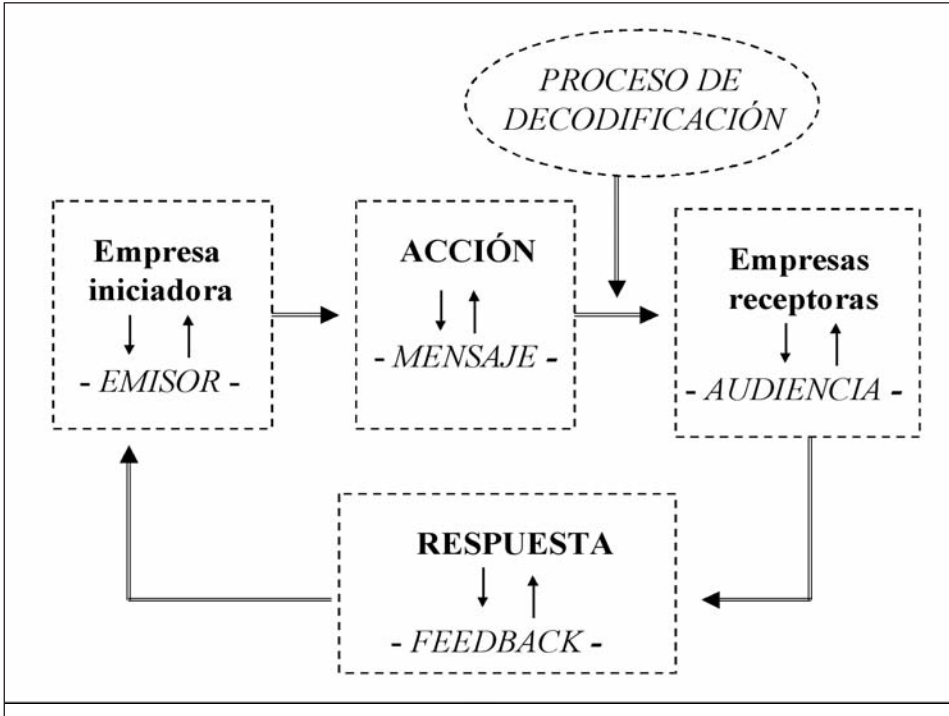 PROCESO DE
DECODIFICACIÓN
Empresa
iniciadora
- EMISOR -
ACCIÓN
- MENSAJE -
Empresas
receptoras
- AUDIENCIA -
RESPUESTA
- FEEDBACK -